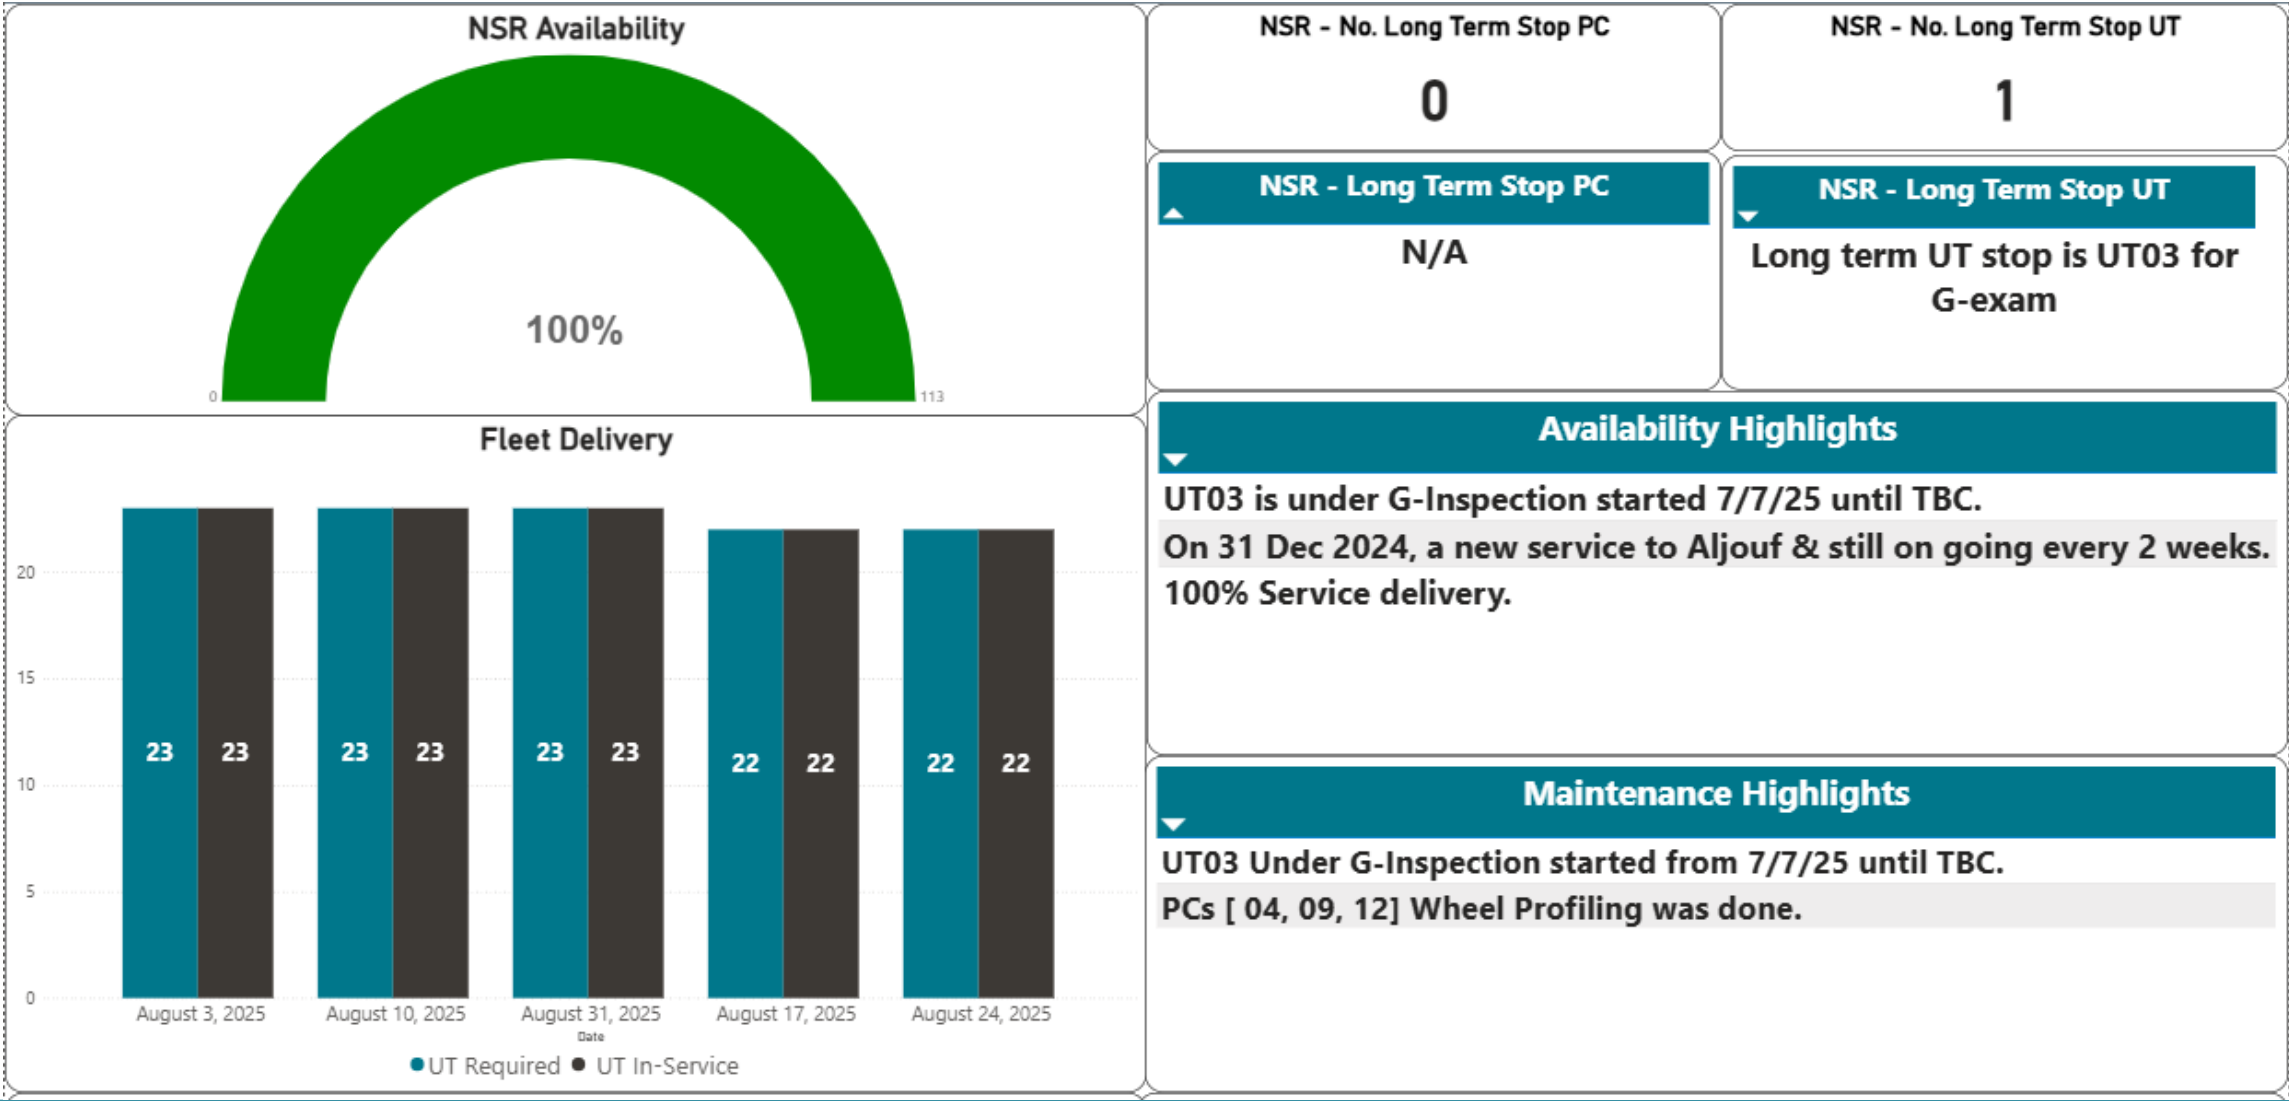 NSR Availability
100%
0
113
NSR - No. Long Term Stop PC
0
NSR - No. Long Term Stop UT
1
NSR - Long Term Stop PC
N/A
NSR - Long Term Stop UT
Long term UT stop is UT03 for
G-exam
Fleet Delivery
20
15
10
5
0
23
23
23
23
23
23
22
22
22
22
August 3, 2025
August 10, 2025
August 31, 2025
August 17, 2025
August 24, 2025
Date
UT Required
UT In-Service
Availability Highlights
UT03 is under G-Inspection started 7/7/25 until TBC.
On 31 Dec 2024, a new service to Aljouf & still on going every 2 weeks.
100% Service delivery.
Maintenance Highlights
UT03 Under G-Inspection started from 7/7/25 until TBC.
PCs [ 04, 09, 12] Wheel Profiling was done.